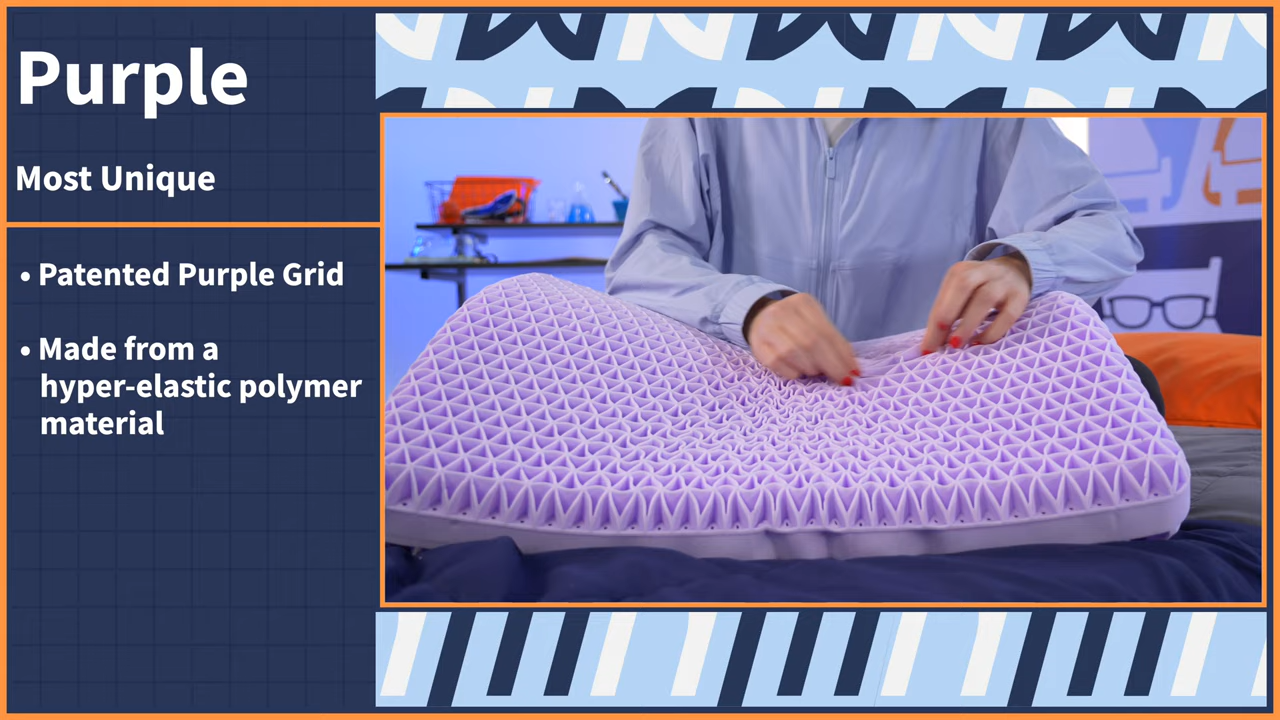 Purple
Most Unique
• Patented Purple Grid
• Made from a
hyper-elastic polymer
material